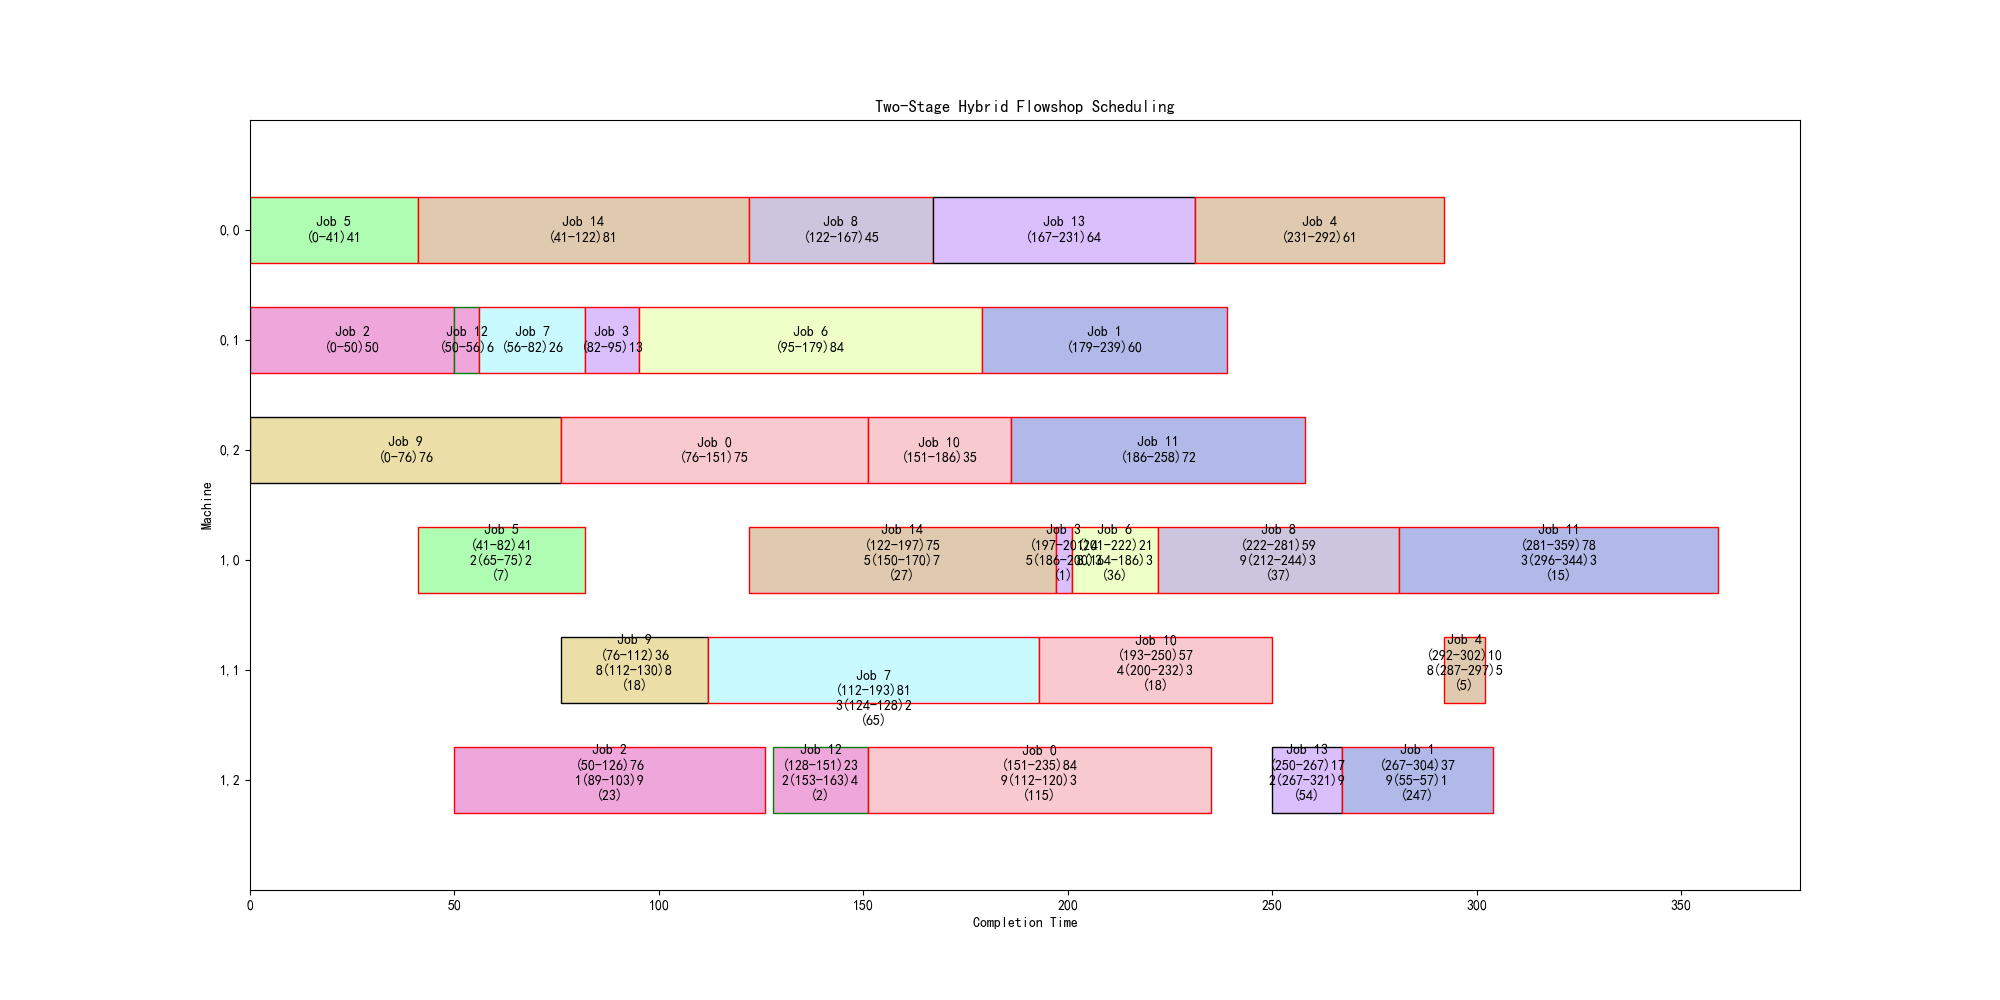 Two-Stage Hybrid Flowshop Scheduling
Machine
0,0
Job 5
(0-41)41
Job 14
(41-122)81
Job 8
(122-167)45
Job 13
(167-231)64
Job 4
(231-292)61
0,1
Job 2
(0-50)50
Job 12
(50-56)6
Job 7
(56-82)26
Job 3
(82-95)13
Job 6
(95-179)84
Job 1
(179-239)60
0,2
Job 9
(0-76)76
Job 0
(76-151)75
Job 10
(151-186)35
Job 11
(186-258)72
1,0
Job 5
(41-82)41
2(65-75)2
(7)
Job 14
(122-197)75
5(150-170)7
(27)
Job 3
(197-201)4
5(186-200)3
(1)
Job 6
(201-222)21
8(164-186)3
(36)
Job 8
(222-281)59
9(212-244)3
(37)
Job 11
(281-359)78
3(296-344)3
(15)
1,1
Job 9
(76-112)36
8(112-130)8
(18)
Job 7
(112-193)81
3(124-128)2
(65)
Job 10
(193-250)57
4(200-232)3
(18)
Job 4
(292-302)10
8(287-297)5
(5)
1,2
Job 2
(50-126)76
1(89-103)9
(23)
Job 12
(128-151)23
2(153-163)4
(2)
Job 0
(151-235)84
9(112-120)3
(115)
Job 13
(250-267)17
2(267-321)9
(54)
Job 1
(267-304)37
9(55-57)1
(247)
0
50
100
150
200
250
300
350
Completion Time